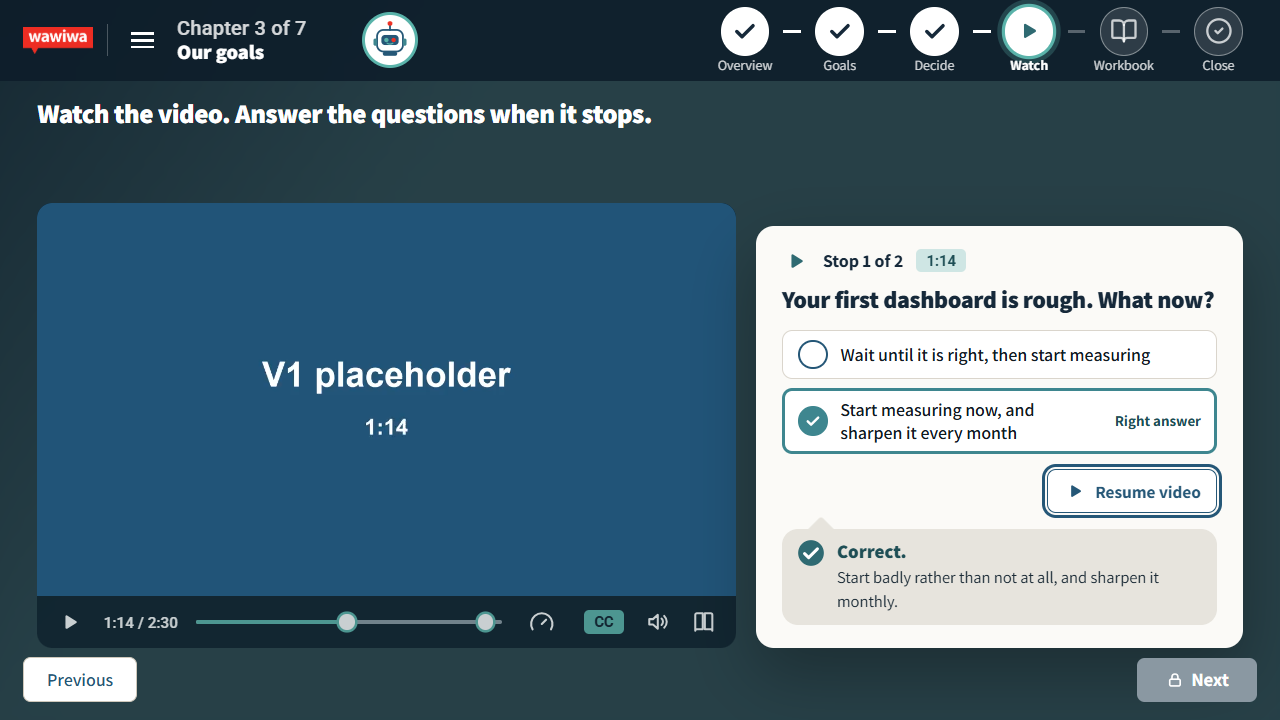 wawiwa
Chapter 3 of 7
Our goals
Overview
Goals
Decide
Watch
Workbook
Close
Watch the video. Answer the questions when it stops.
V1 placeholder
1:14
1:14 / 2:30
CC
Stop 1 of 2
1:14
Your first dashboard is rough. What now?
Wait until it is right, then start measuring
Start measuring now, and
sharpen it every month
Right answer
Resume video
Correct.
Start badly rather than not at all, and sharpen it
monthly.
Previous
Next